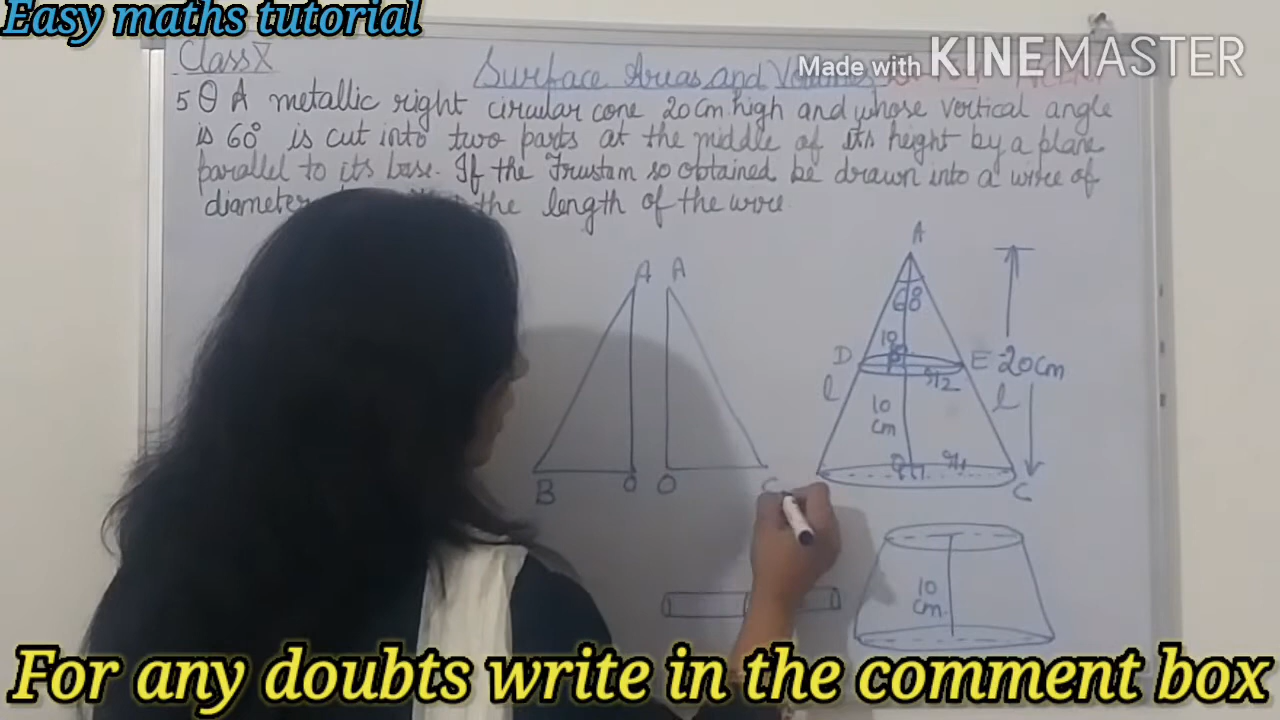 Easy maths tutorial
Made with KINEMASTER
Class X
Surface Areas and Volumes
5 Q A metallic right circular cone 20cm high and whose vertical angle
is 60° is cut into two parts at the middle of its height by a plane
parallel to its base. If the Frustum so obtained be drawn into a wire of
diameter the length of the wire
A A A
60
10
D E 20cm
r2
l l
10
cm
O r1
B O O C C
10
cm
For any doubts write in the comment box